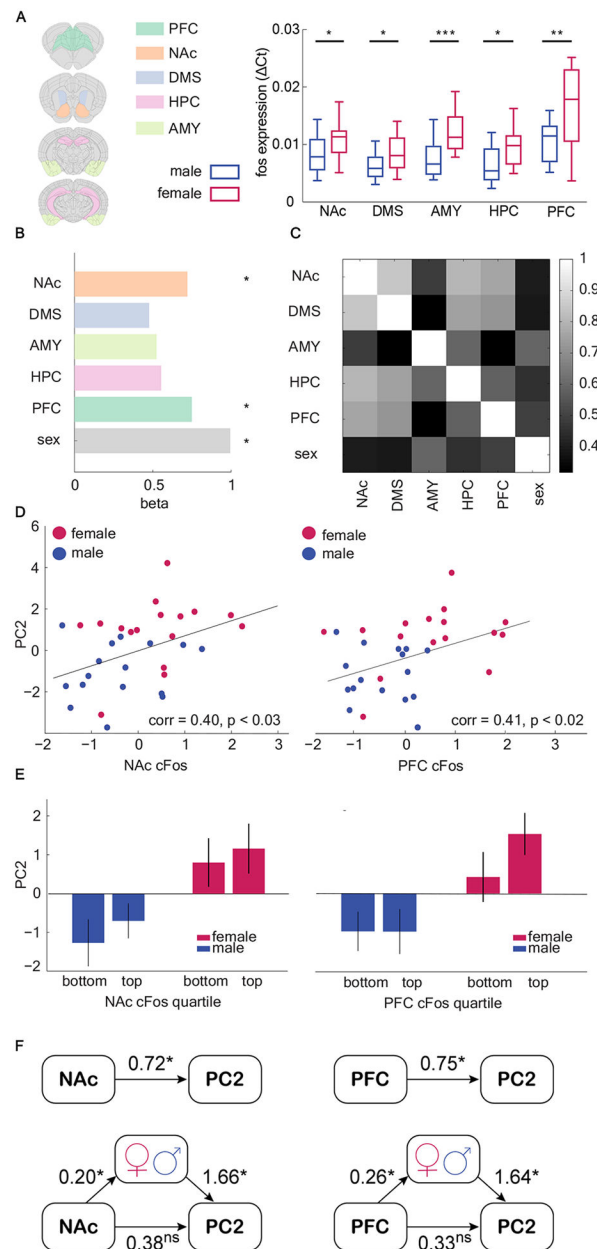 A
PFC
NAc
DMS
HPC
AMY
male
female
fos expression (ΔCt)
0.03
0.02
0.01
0
* * *** * **
NAc DMS AMY HPC PFC
B
NAc *
DMS
AMY
HPC
PFC *
sex *
0 0.5 1
beta
C
NAc
DMS
AMY
HPC
PFC
sex
NAc DMS AMY HPC PFC sex
1
0.9
0.8
0.7
0.6
0.5
0.4
D
PC2
6
4
2
0
−2
female
male
corr = 0.40, p < 0.03
−2 −1 0 1 2 3
NAc cFos
female
male
corr = 0.41, p < 0.02
−2 −1 0 1 2 3
PFC cFos
E
PC2
2
1
0
−1
−2
female
male
bottom top bottom top
NAc cFos quartile
female
male
bottom top bottom top
PFC cFos quartile
F
NAc 0.72* PC2
PFC 0.75* PC2
♀ ♂
0.20* 1.66*
NAc PC2
0.38ns
♀ ♂
0.26* 1.64*
PFC PC2
0.33ns